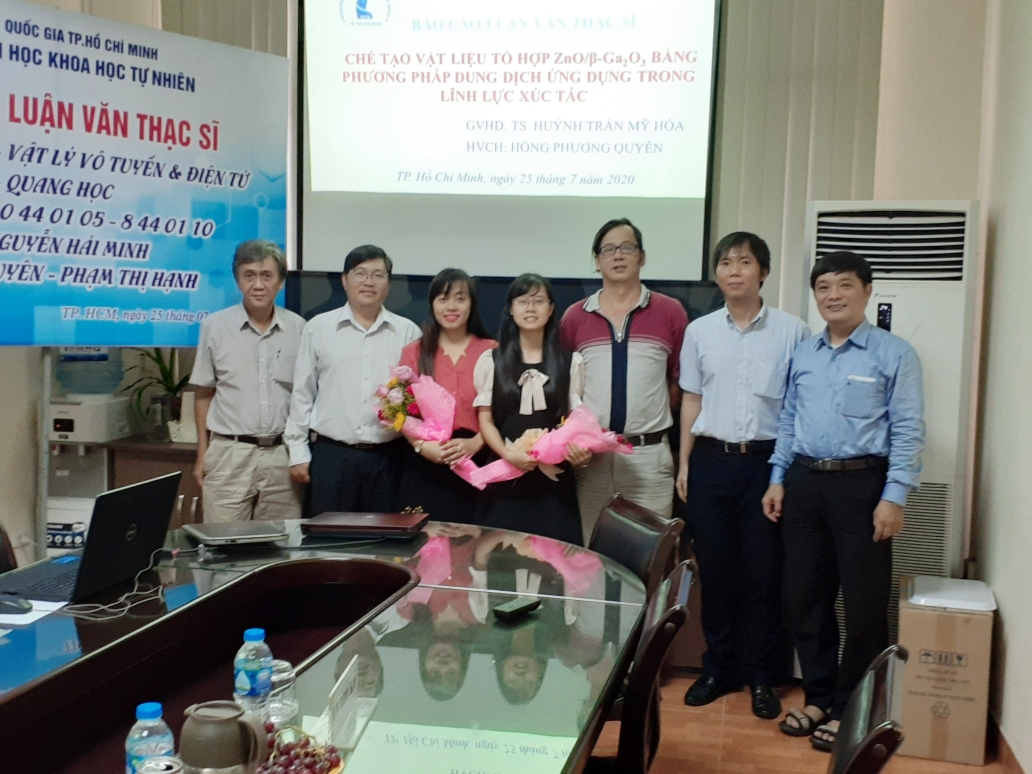 QUỐC GIA TP.HỒ CHÍ MINH
HỌC KHOA HỌC TỰ NHIÊN
LUẬN VĂN THẠC SĨ
- VẬT LÝ VÔ TUYẾN & ĐIỆN TỬ
- QUANG HỌC
0 44 01 05 - 8 44 01 10
NGUYỄN HẢI MINH
UYÊN - PHẠM THỊ HẠNH
TP. HCM, ngày 25 tháng 07
BÁO CÁO LUẬN VĂN THẠC SĨ
CHẾ TẠO VẬT LIỆU TỔ HỢP ZnO/β-Ga₂O₃ BẰNG
PHƯƠNG PHÁP DUNG DỊCH ỨNG DỤNG TRONG
LĨNH LỰC XÚC TÁC
GVHD: TS. HUỲNH TRẦN MỸ HÒA
HVCH: HỒNG PHƯƠNG QUYÊN
TP. Hồ Chí Minh, ngày 25 tháng 7 năm 2020
DELL